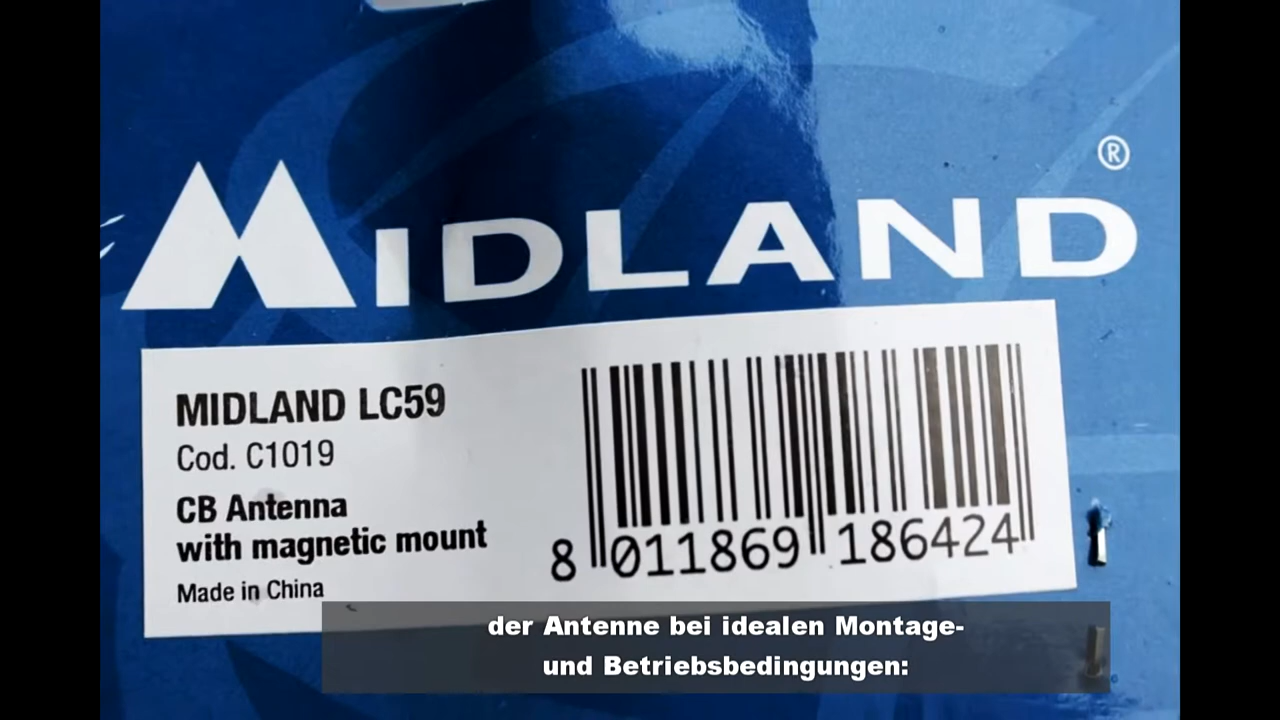 MIDLAND®
MIDLAND LC59
Cod. C1019
CB Antenna
with magnetic mount
Made in China
8 011869 186424
der Antenne bei idealen Montage-
und Betriebsbedingungen: